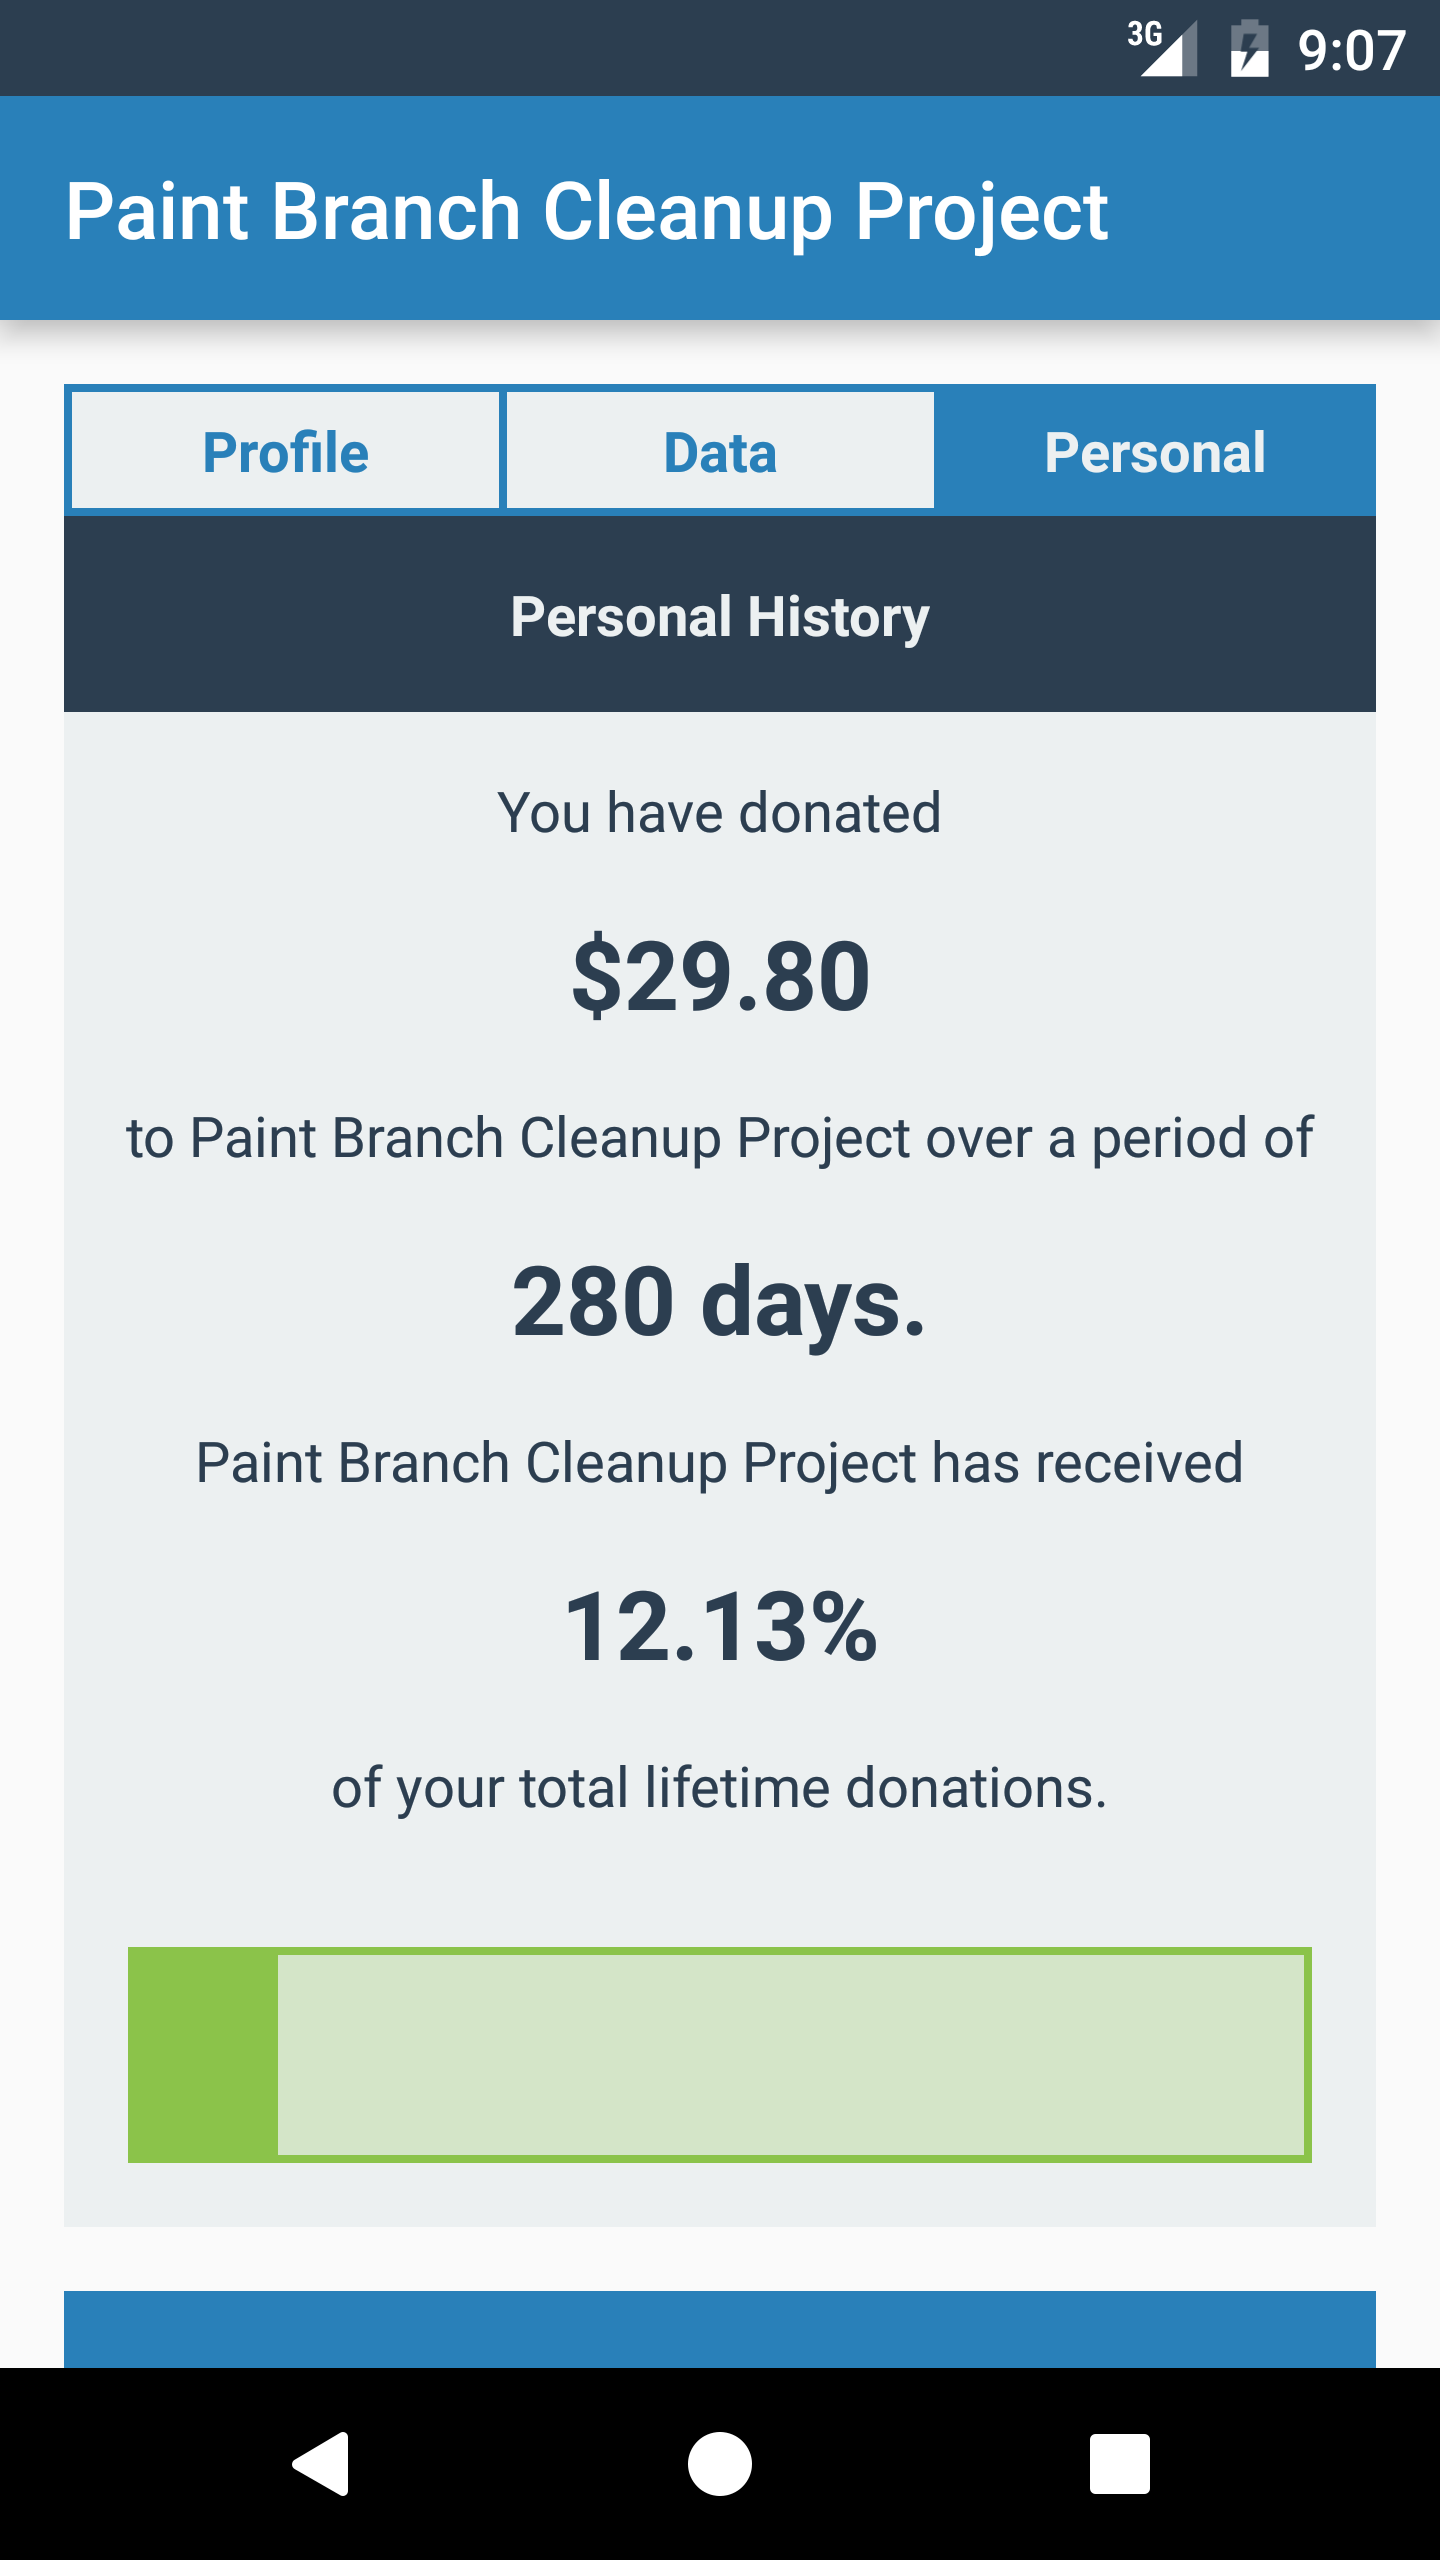 3G 9:07
Paint Branch Cleanup Project
Profile Data Personal
Personal History
You have donated
$29.80
to Paint Branch Cleanup Project over a period of
280 days.
Paint Branch Cleanup Project has received
12.13%
of your total lifetime donations.